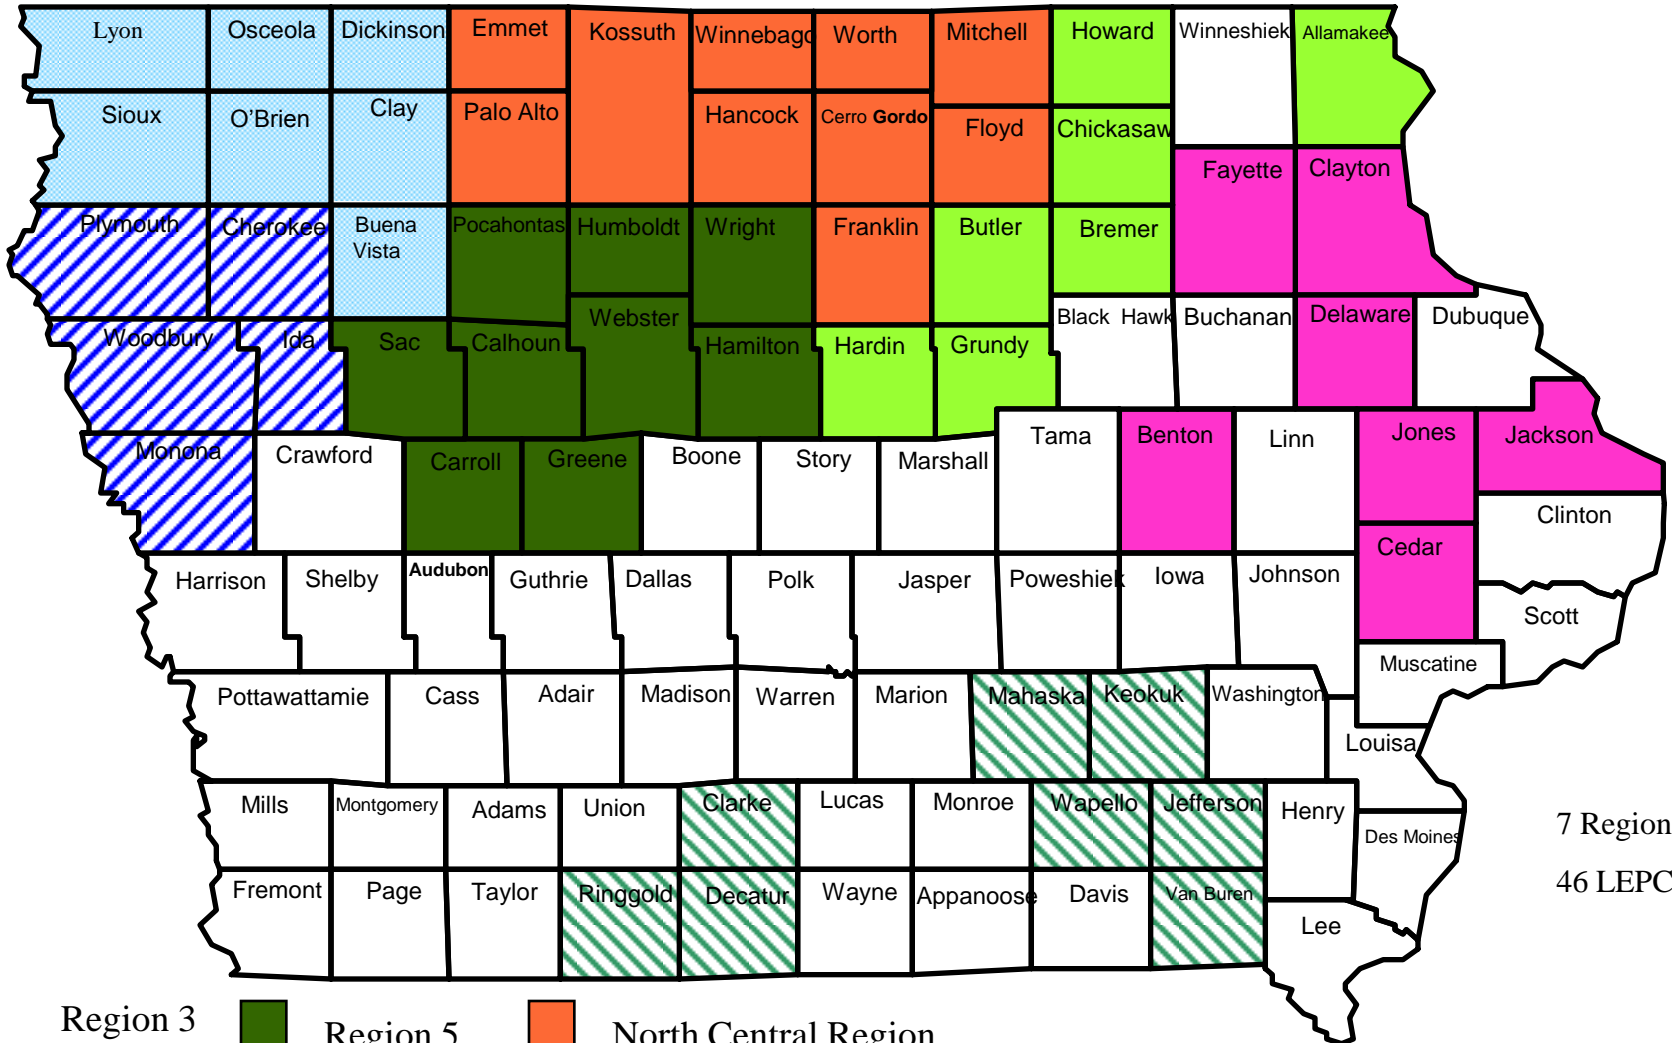 Lyon Osceola Dickinson Emmet Kossuth Winnebago Worth Mitchell Howard Winneshiek Allamakee
Sioux O'Brien Clay Palo Alto Hancock Cerro Gordo Floyd Chickasaw
Fayette Clayton
Plymouth Cherokee Buena Vista Pocahontas Humboldt Wright Franklin Butler Bremer
Woodbury Ida Sac Calhoun Webster Hamilton Hardin Grundy Black Hawk Buchanan Delaware Dubuque
Monona Crawford Carroll Greene Boone Story Marshall Tama Benton Linn Jones Jackson
Clinton
Cedar
Harrison Shelby Audubon Guthrie Dallas Polk Jasper Poweshiek Iowa Johnson
Scott
Muscatine
Pottawattamie Cass Adair Madison Warren Marion Mahaska Keokuk Washington
Louisa
Mills Montgomery Adams Union Clarke Lucas Monroe Wapello Jefferson Henry
Des Moines
7 Region
46 LEPC
Fremont Page Taylor Ringgold Decatur Wayne Appanoose Davis Van Buren
Lee
Region 3 Region 5 North Central Region